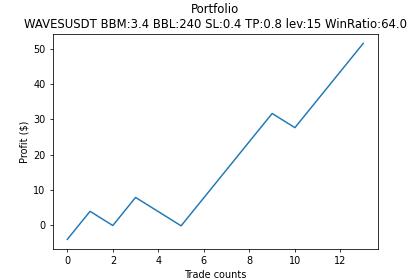 Portfolio
WAVESUSDT BBM:3.4 BBL:240 SL:0.4 TP:0.8 lev:15 WinRatio:64.0
50
40
30
20
10
0
Profit ($)
0 2 4 6 8 10 12
Trade counts